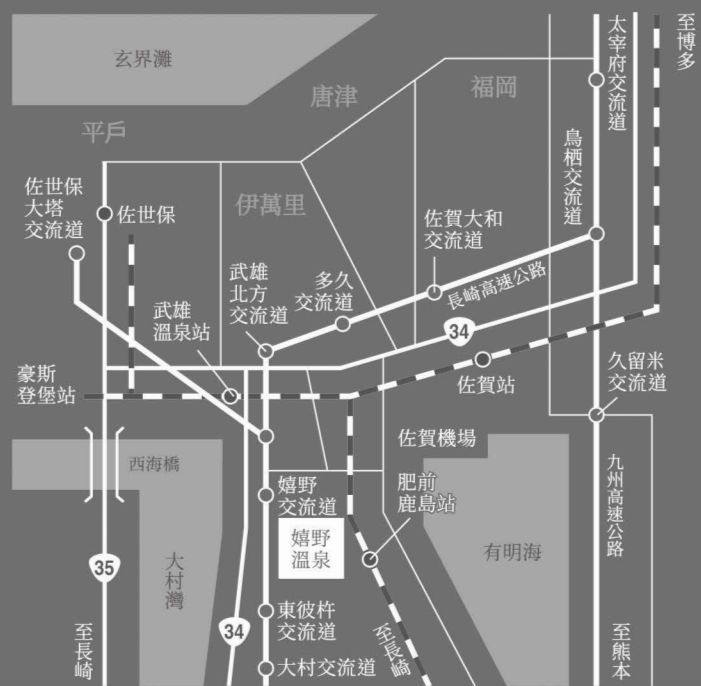 玄界灘
唐津
福岡
太宰府交流道
至博多
平戶
鳥栖交流道
佐世保
大塔
交流道
佐世保
伊萬里
佐賀大和
交流道
武雄
北方
交流道
多久
交流道
長崎高速公路
武雄
溫泉站
34
豪斯
登堡站
佐賀站
久留米
交流道
西海橋
佐賀機場
嬉野
交流道
肥前
鹿島站
九州高速公路
嬉野
溫泉
有明海
35
大村灣
34
東彼杵
交流道
至長崎
至長崎
至熊本
大村交流道